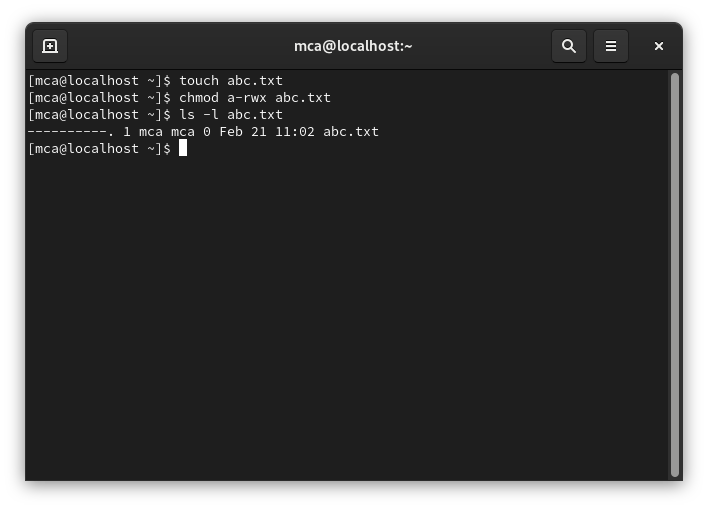 mca@localhost:~
[mca@localhost ~]$ touch abc.txt
[mca@localhost ~]$ chmod a-rwx abc.txt
[mca@localhost ~]$ ls -l abc.txt
----------. 1 mca mca 0 Feb 21 11:02 abc.txt
[mca@localhost ~]$